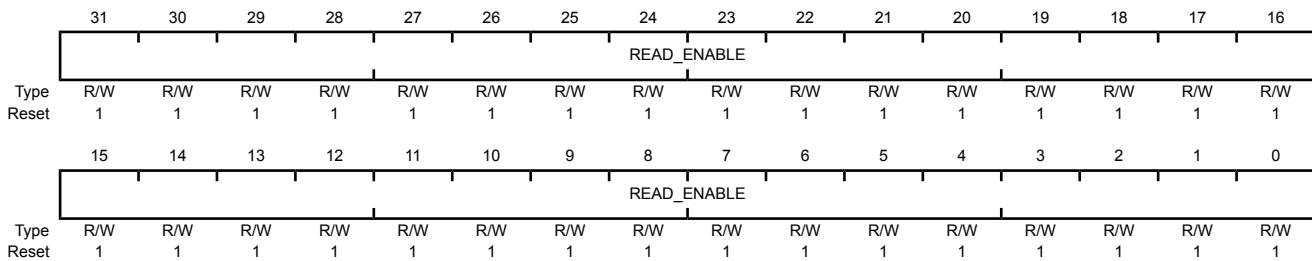 31 30 29 28 27 26 25 24 23 22 21 20 19 18 17 16
READ_ENABLE
Type R/W R/W R/W R/W R/W R/W R/W R/W R/W R/W R/W R/W R/W R/W R/W R/W
Reset 1 1 1 1 1 1 1 1 1 1 1 1 1 1 1 1
15 14 13 12 11 10 9 8 7 6 5 4 3 2 1 0
READ_ENABLE
Type R/W R/W R/W R/W R/W R/W R/W R/W R/W R/W R/W R/W R/W R/W R/W R/W
Reset 1 1 1 1 1 1 1 1 1 1 1 1 1 1 1 1